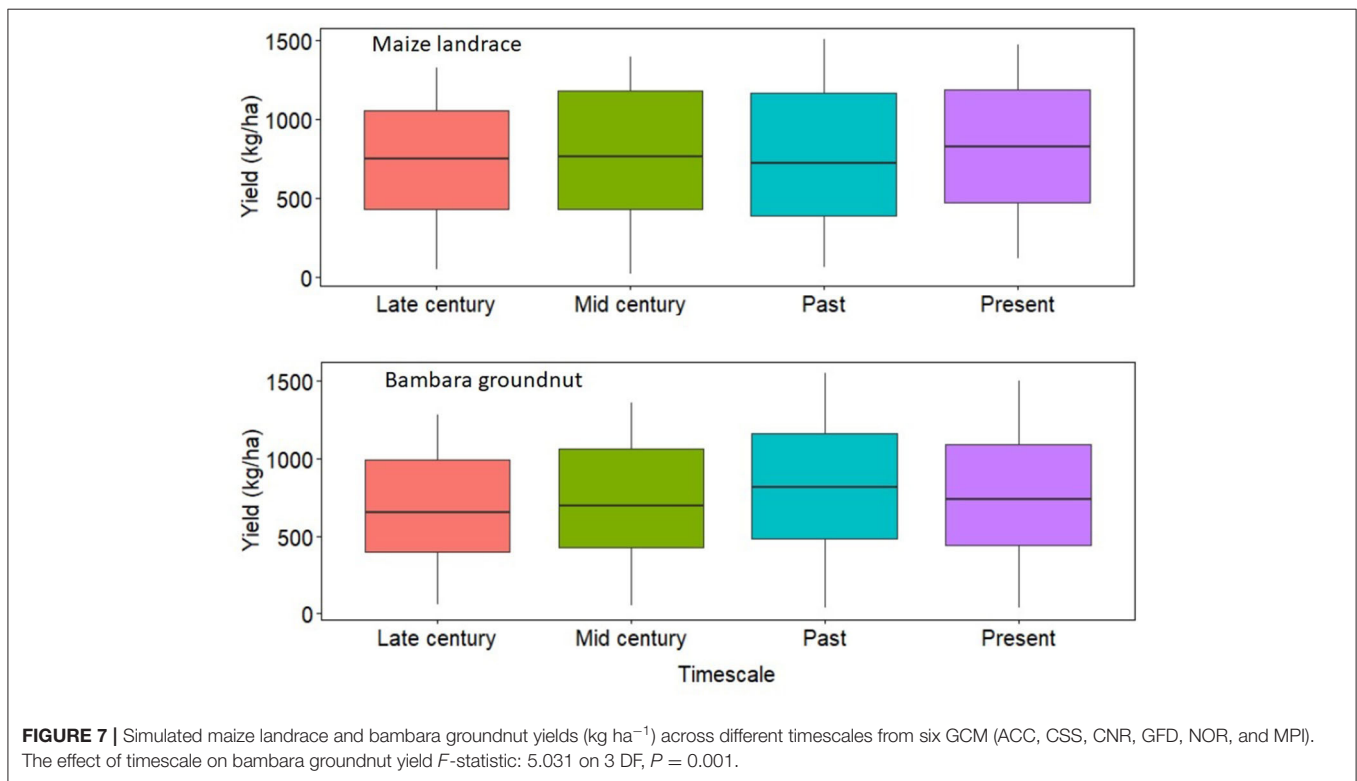 Maize landrace
Yield (kg/ha)
1500
1000
500
0
Late century Mid century Past Present
Bambara groundnut
Yield (kg/ha)
1500
1000
500
0
Late century Mid century Past Present
Timescale
FIGURE 7 | Simulated maize landrace and bambara groundnut yields (kg ha⁻¹) across different timescales from six GCM (ACC, CSS, CNR, GFD, NOR, and MPI).
The effect of timescale on bambara groundnut yield F-statistic: 5.031 on 3 DF, P = 0.001.